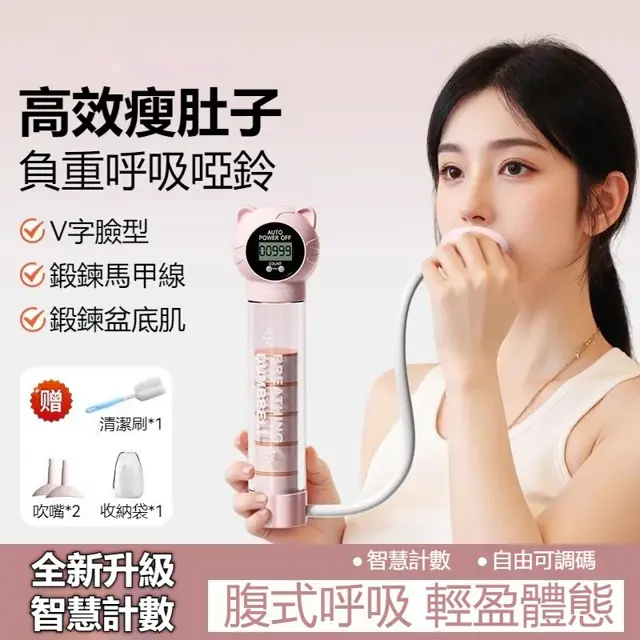 高效瘦肚子
負重呼吸啞鈴
V字臉型
鍛鍊馬甲線
鍛鍊盆底肌
AUTO
POWER OFF
00999
COUNT
BREATHING
DUMBBELL
赠
清潔刷*1
吹嘴*2
收納袋*1
全新升級
智慧計數
智慧計數
自由可調碼
腹式呼吸 輕盈體態